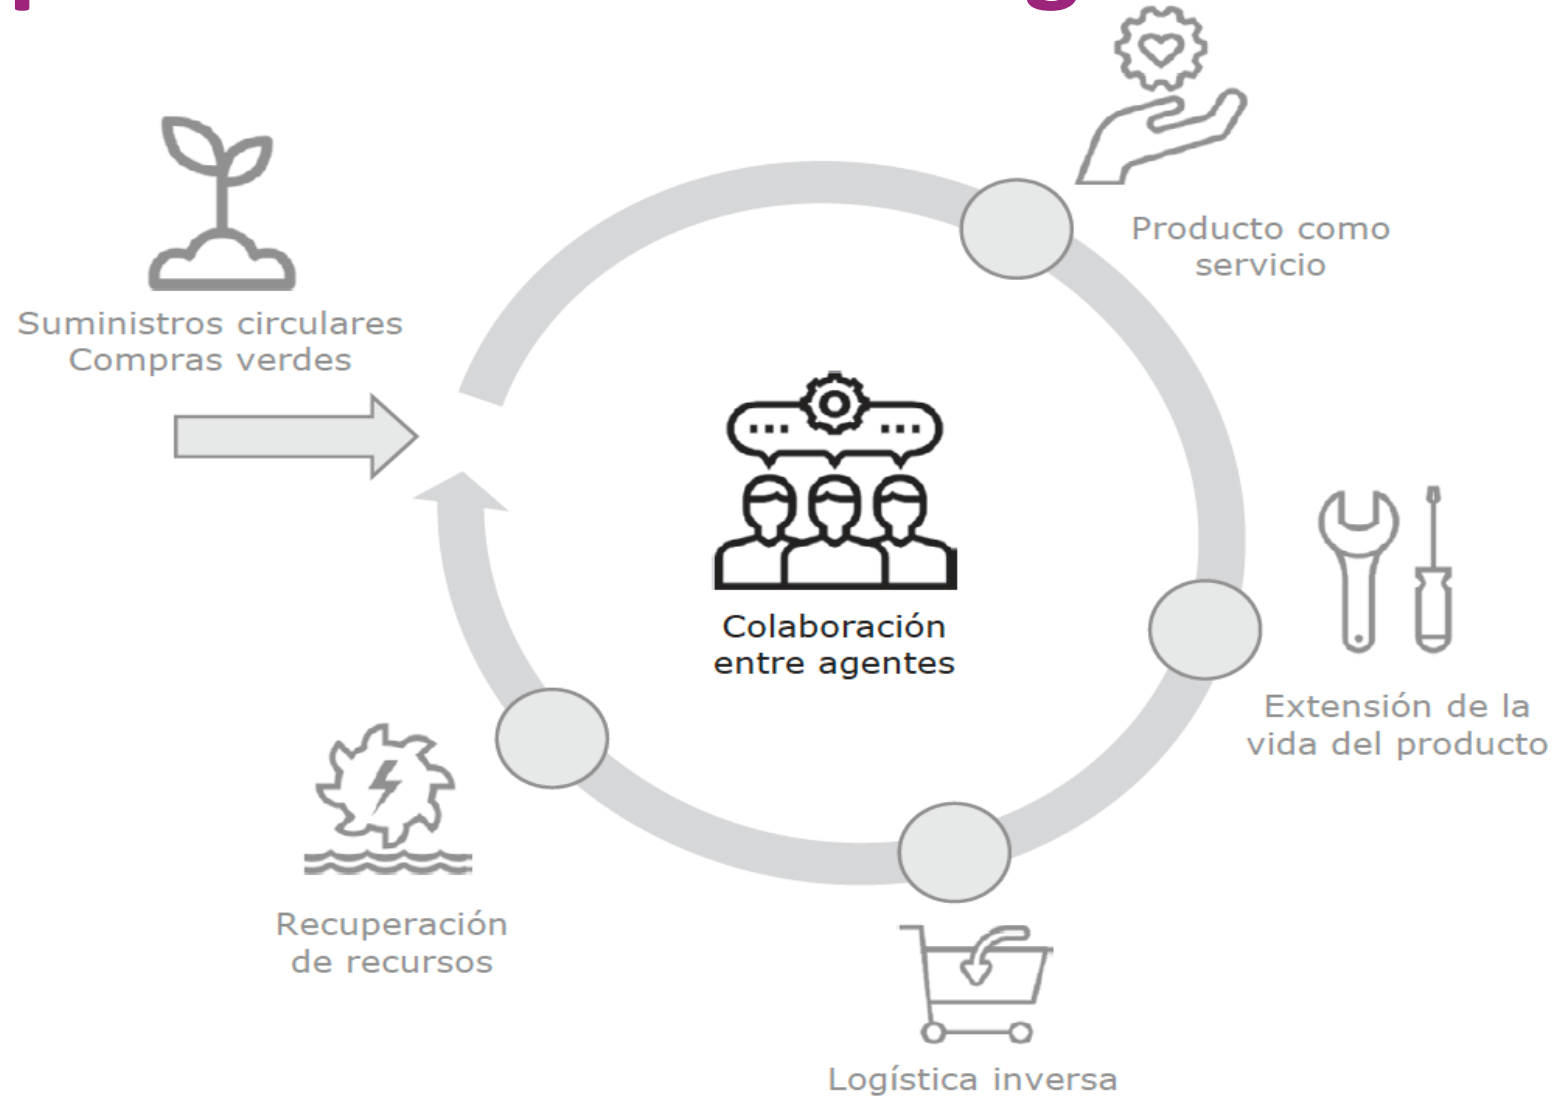 Producto como
servicio
Suministros circulares
Compras verdes
Colaboración
entre agentes
Extensión de la
vida del producto
Recuperación
de recursos
Logística inversa